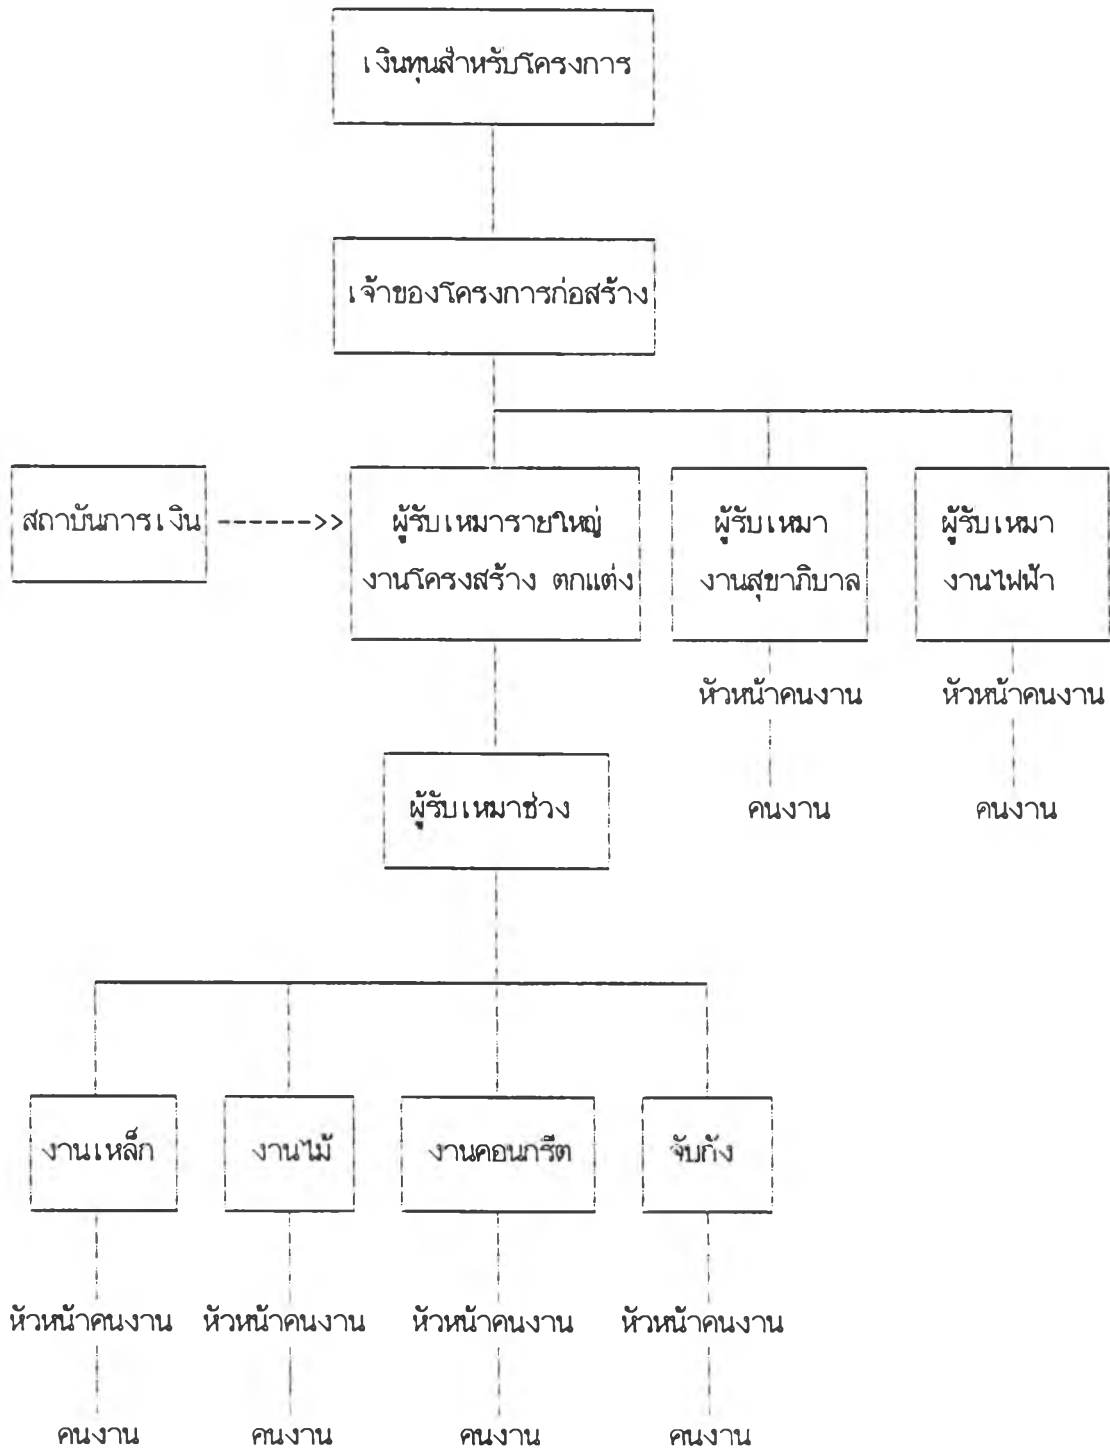 เงินทุนสำหรับโครงการ
เจ้าของโครงการก่อสร้าง
สถาบันการเงิน ------>>
ผู้รับเหมารายใหญ่
งานโครงสร้าง ตกแต่ง
ผู้รับเหมา
งานสุขาภิบาล
ผู้รับเหมา
งานไฟฟ้า
หัวหน้าคนงาน
หัวหน้าคนงาน
คนงาน
คนงาน
ผู้รับเหมาช่วง
งานเหล็ก
งานไม้
งานคอนกรีต
จับกัง
หัวหน้าคนงาน
หัวหน้าคนงาน
หัวหน้าคนงาน
หัวหน้าคนงาน
คนงาน
คนงาน
คนงาน
คนงาน